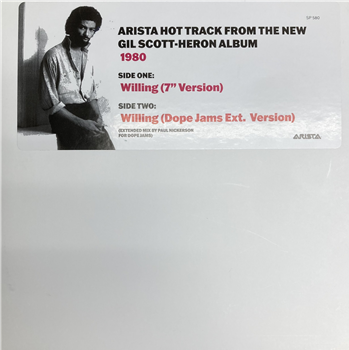 SP 983
ARISTA HOT TRACK FROM THE NEW
GIL SCOTT-HERON ALBUM
1980
SIDE ONE:
Willing (7" Version)
SIDE TWO:
Willing (Dope Jams Ext. Version)
(EXTENDED MIX BY PAUL NICKERSON
FOR DOPE JAMS)
ARISTA